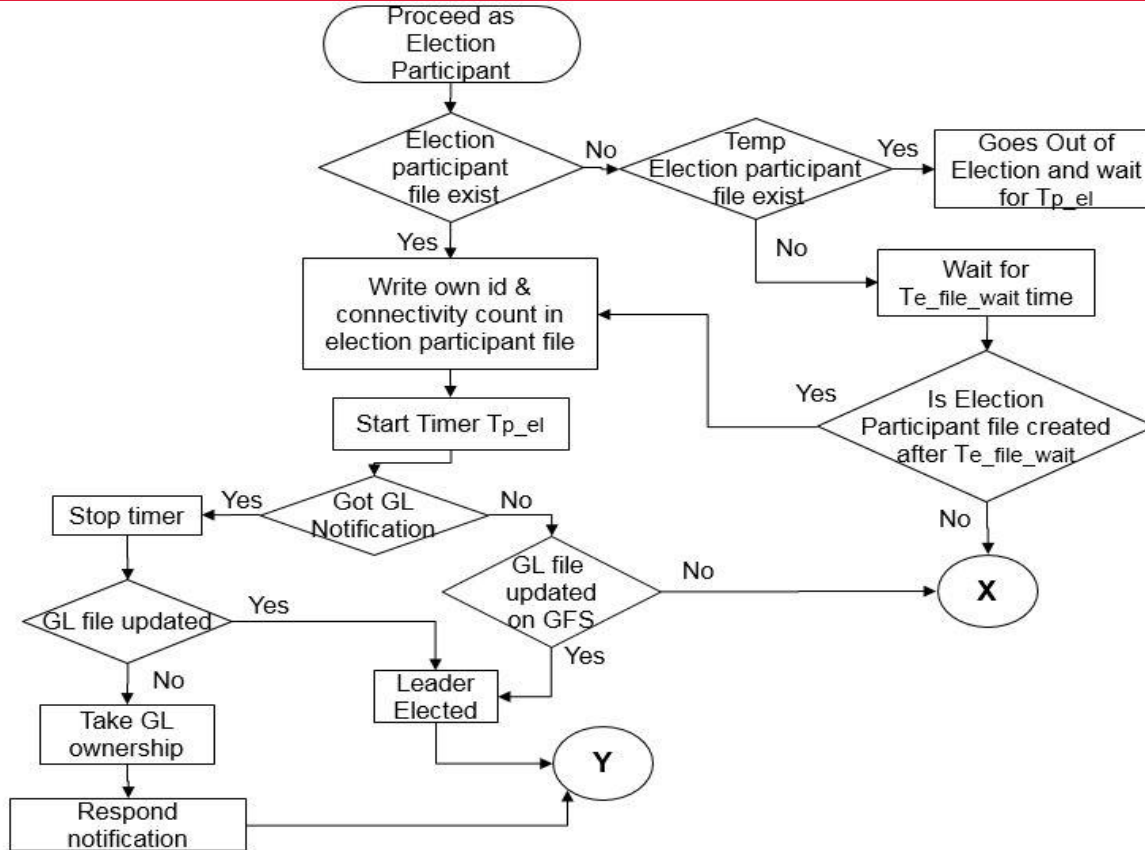 Proceed as
Election
Participant
Election
participant
file exist
No
Temp
Election participant
file exist
Yes
Goes Out of
Election and wait
for Tp_el
Yes
No
Write own id &
connectivity count in
election participant file
Wait for
Te_file_wait time
Yes
Is Election
Participant file created
after Te_file_wait
Start Timer Tp_el
Stop timer
Yes
Got GL
Notification
No
No
GL file
updated
on GFS
No
X
GL file updated
Yes
Yes
No
Leader
Elected
Take GL
ownership
Y
Respond
notification